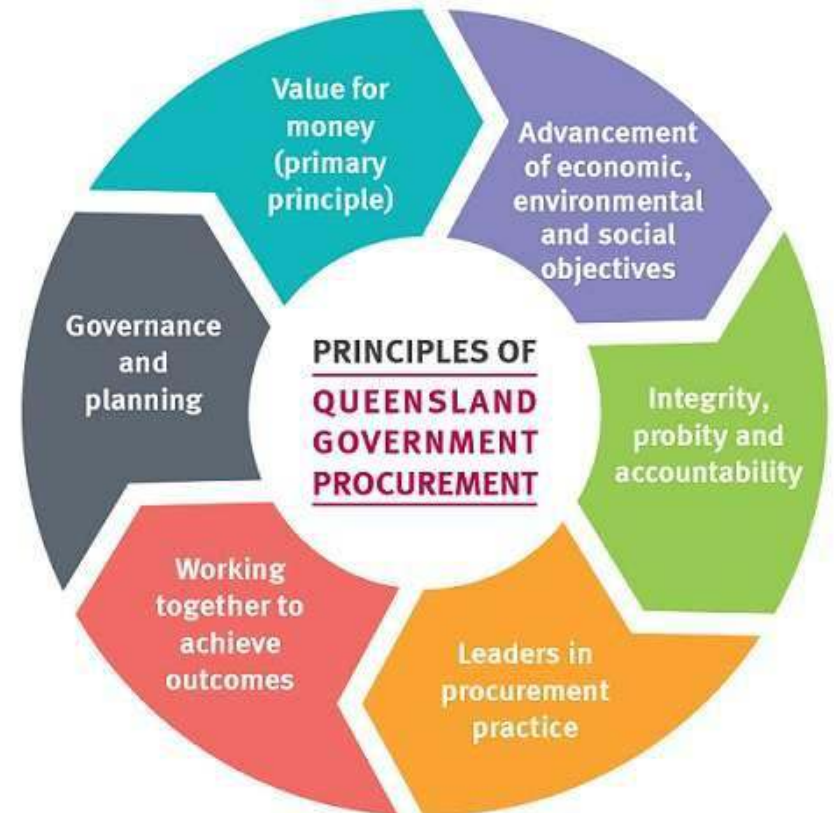 PRINCIPLES OF
QUEENSLAND
GOVERNMENT
PROCUREMENT
Value for
money
(primary
principle)
Advancement
of economic,
environmental
and social
objectives
Integrity,
probity and
accountability
Leaders in
procurement
practice
Working
together to
achieve
outcomes
Governance
and
planning